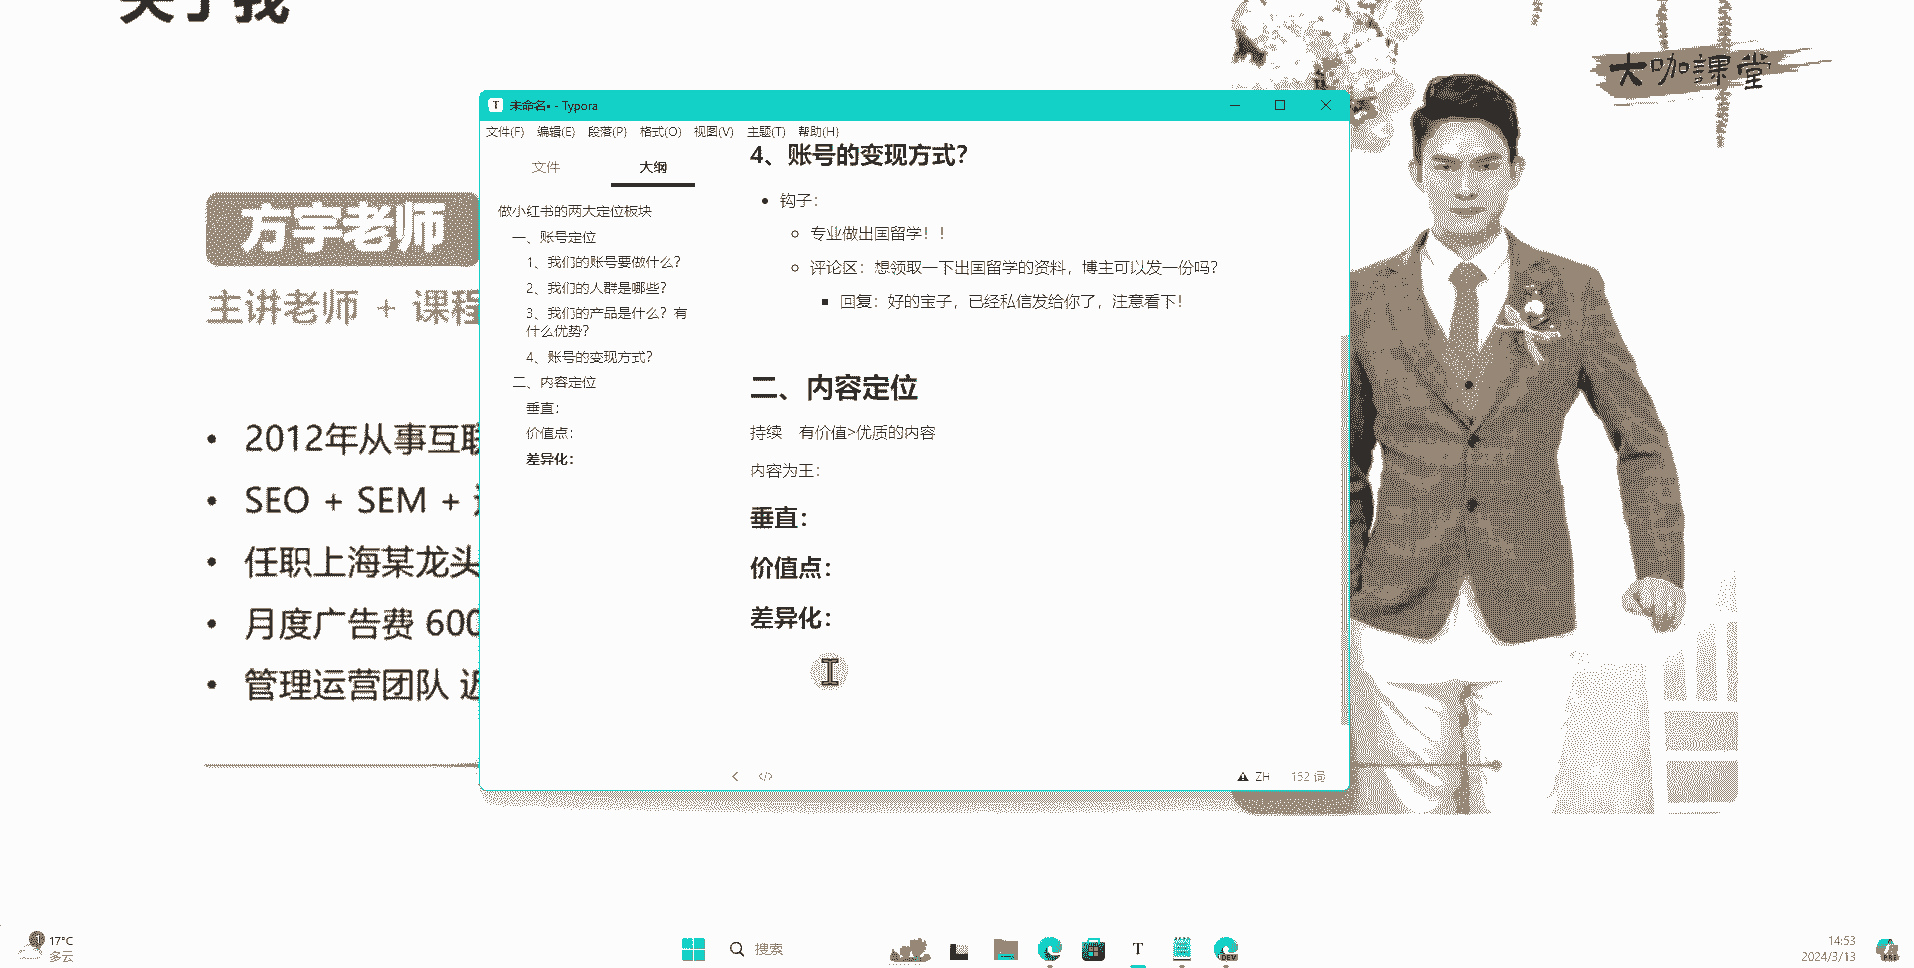 关于我
大咖課堂
方宇老师
主讲老师 + 课程
2012年从事互联
SEO + SEM +
任职上海某龙头
月度广告费 600
管理运营团队 近
未命名• - Typora
文件(F) 编辑(E) 段落(P) 格式(O) 视图(V) 主题(T) 帮助(H)
文件 大纲
做小红书的两大定位板块
一、账号定位
1、我们的账号要做什么？
2、我们的人群是哪些？
3、我们的产品是什么？有
什么优势？
4、账号的变现方式？
二、内容定位
垂直：
价值点：
差异化：
4、账号的变现方式？
钩子：
专业做出国留学！！
评论区：想领取一下出国留学的资料，博主可以发一份吗？
回复：好的宝子，已经私信发给你了，注意看下！
二、内容定位
持续 有价值>优质的内容
内容为王：
垂直：
价值点：
差异化：
ZH 152 词
1
17°C
多云
搜索
T
DEV
14:53
2024/3/13
PRE